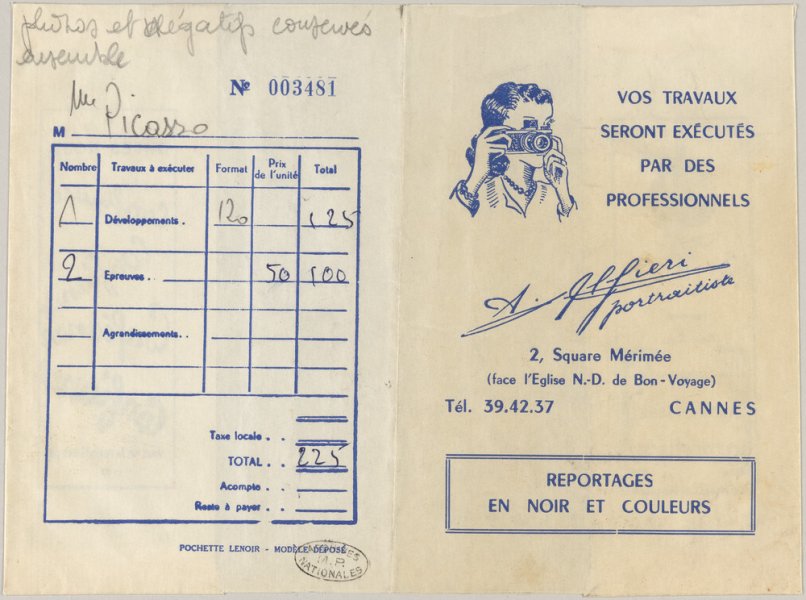 photos et négatifs conservés
ensemble
Nº 003481
M Mme Picasso
Nombre Travaux à exécuter Format Prix de l'unité Total
1 Développements. 120 125
2 Epreuves. 50 100
Agrandissements..
Taxe locale . .
TOTAL . . 225
Acompte . .
Reste à payer . .
POCHETTE LENOIR - MODÈLE DÉPOSÉ
M.P.
NATIONALES
VOS TRAVAUX
SERONT EXÉCUTÉS
PAR DES
PROFESSIONNELS
A. Alfieri
portraitiste
2, Square Mérimée
(face l'Eglise N.-D. de Bon-Voyage)
Tél. 39.42.37 CANNES
REPORTAGES
EN NOIR ET COULEURS